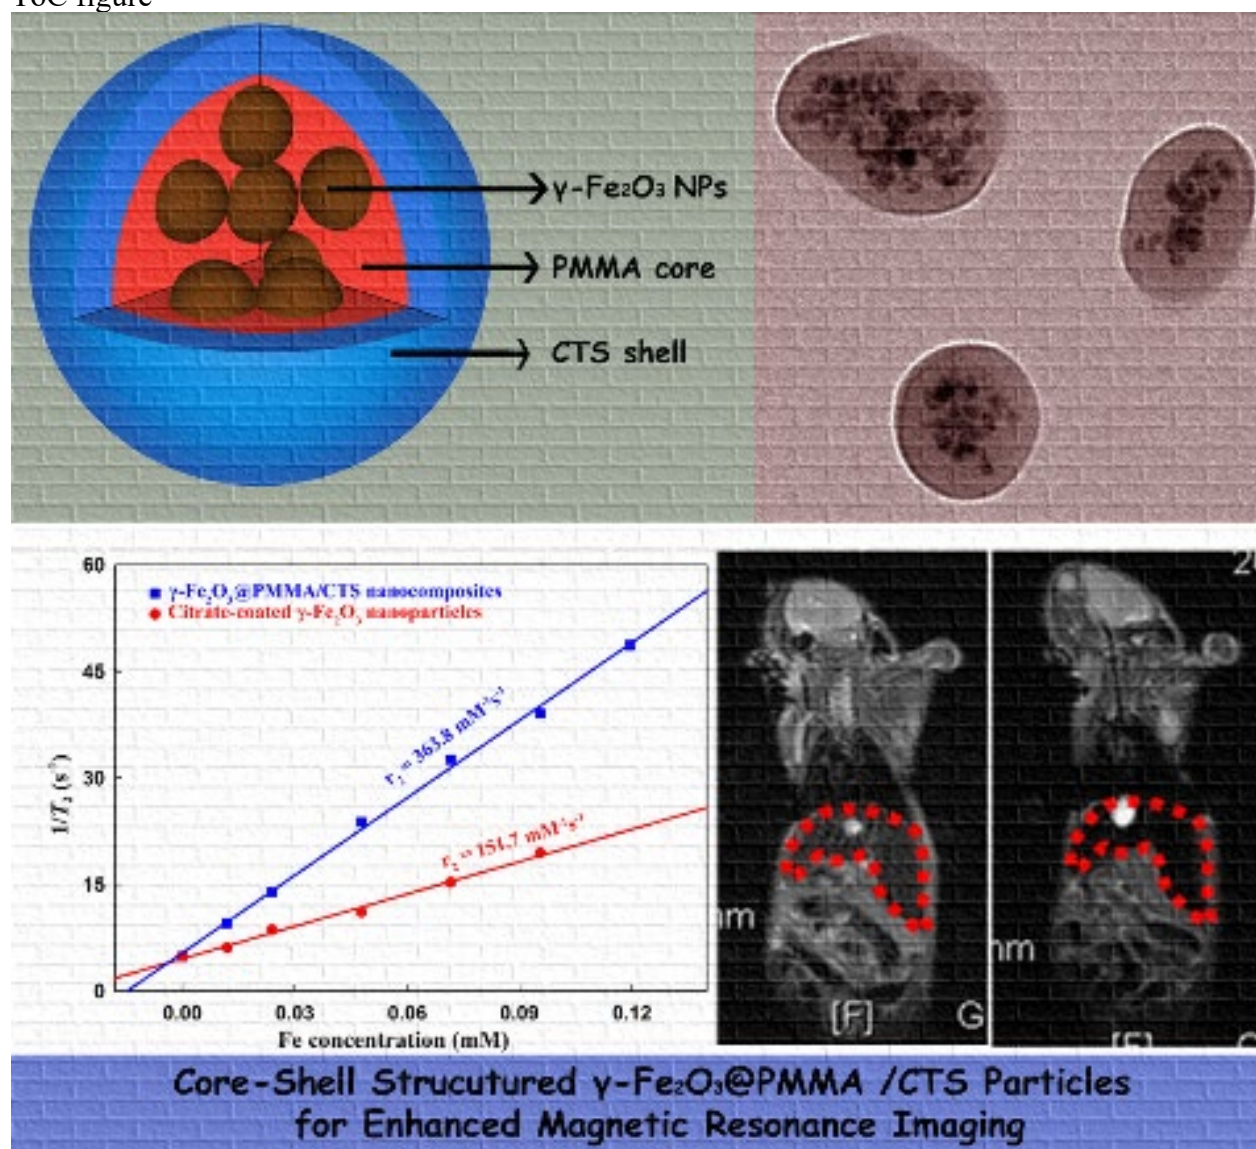 ToC figure
γ-Fe₂O₃ NPs
PMMA core
CTS shell
60
45
30
15
0
1/T₂ (s⁻¹)
γ-Fe₂O₃@PMMA/CTS nanocomposites
Citrate-coated γ-Fe₂O₃ nanoparticles
r₂ = 363.8 mM⁻¹s⁻¹
r₂ = 151.7 mM⁻¹s⁻¹
0.00 0.03 0.06 0.09 0.12
Fe concentration (mM)
[F] G
Core-Shell Strucutured γ-Fe₂O₃@PMMA /CTS Particles
for Enhanced Magnetic Resonance Imaging